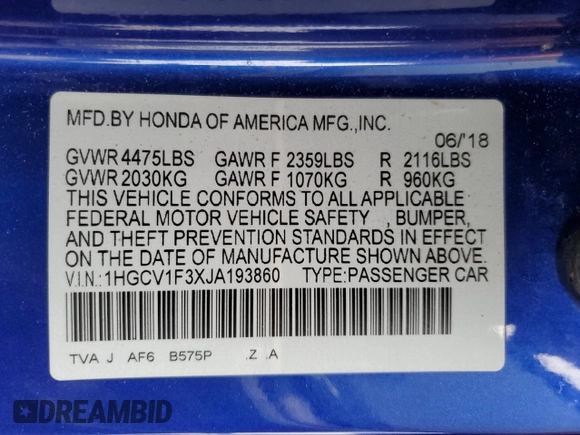 MFD.BY HONDA OF AMERICA MFG.,INC.
06/'18
GVWR 4475LBS GAWR F 2359LBS R 2116LBS
GVWR 2030KG GAWR F 1070KG R 960KG
THIS VEHICLE CONFORMS TO ALL APPLICABLE
FEDERAL MOTOR VEHICLE SAFETY , BUMPER,
AND THEFT PREVENTION STANDARDS IN EFFECT
ON THE DATE OF MANUFACTURE SHOWN ABOVE.
V.I.N.: 1HGCV1F3XJA193860 TYPE:PASSENGER CAR
TVA J AF6 B575P .Z .A
DREAMBID